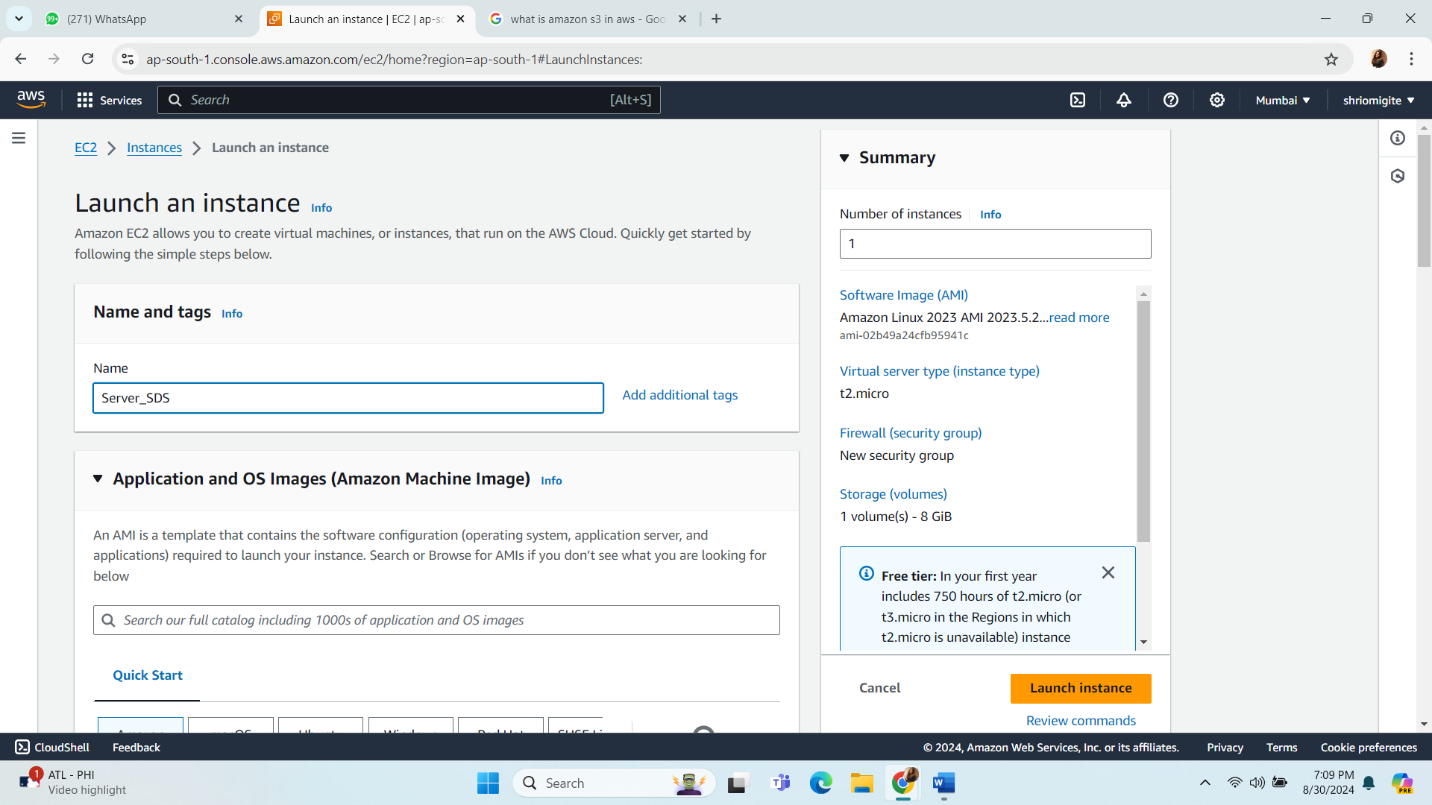 (271) WhatsApp
Launch an instance | EC2 | ap-sc
what is amazon s3 in aws - Goo
99+
ap-south-1.console.aws.amazon.com/ec2/home?region=ap-south-1#LaunchInstances:
aws
Services
Search
[Alt+S]
Mumbai
shriomigite
EC2
Instances
Launch an instance
Launch an instance Info
Amazon EC2 allows you to create virtual machines, or instances, that run on the AWS Cloud. Quickly get started by
following the simple steps below.
Name and tags Info
Name
Server_SDS
Add additional tags
Application and OS Images (Amazon Machine Image) Info
An AMI is a template that contains the software configuration (operating system, application server, and
applications) required to launch your instance. Search or Browse for AMIs if you don't see what you are looking for
below
Search our full catalog including 1000s of application and OS images
Quick Start
Summary
Number of instances Info
1
Software Image (AMI)
Amazon Linux 2023 AMI 2023.5.2...read more
ami-02b49a24cfb95941c
Virtual server type (instance type)
t2.micro
Firewall (security group)
New security group
Storage (volumes)
1 volume(s) - 8 GiB
Free tier: In your first year
includes 750 hours of t2.micro (or
t3.micro in the Regions in which
t2.micro is unavailable) instance
Cancel
Launch instance
Review commands
CloudShell
Feedback
© 2024, Amazon Web Services, Inc. or its affiliates.
Privacy
Terms
Cookie preferences
1
ATL - PHI
Video highlight
Search
7:09 PM
8/30/2024
PRE